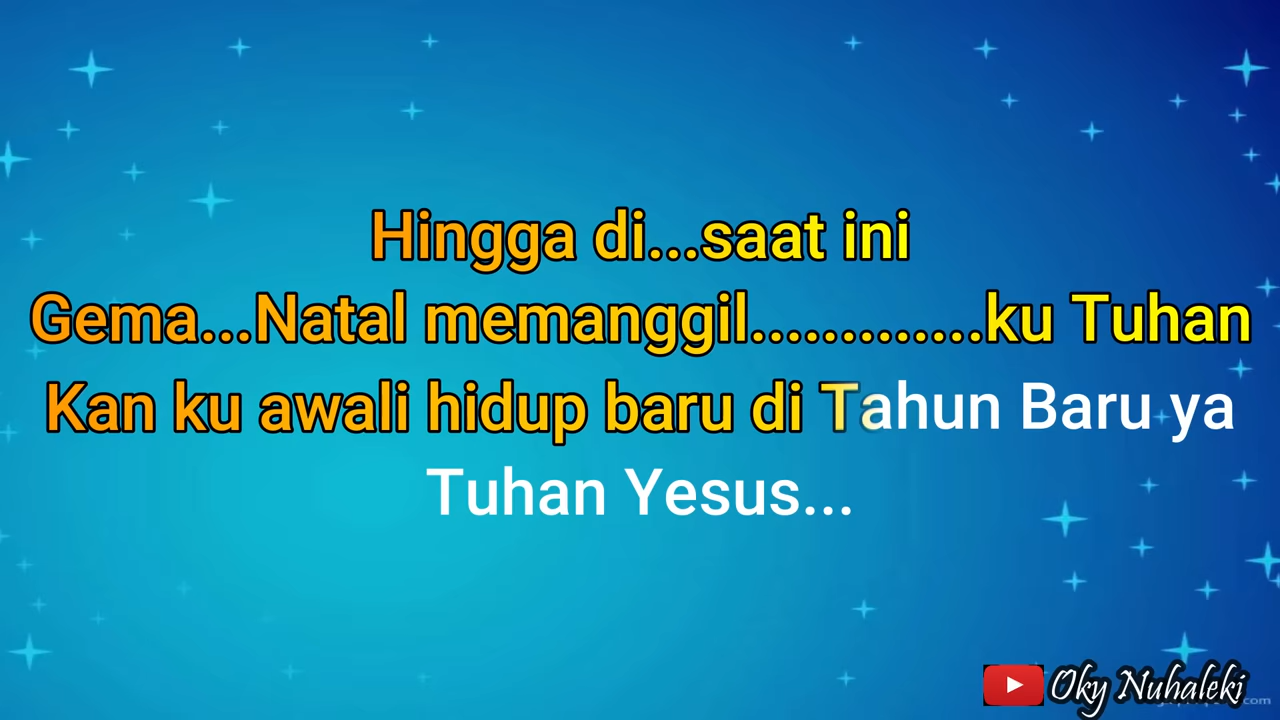 Hingga di...saat ini
Gema...Natal memanggil.............ku Tuhan
Kan ku awali hidup baru di Tahun Baru ya
Tuhan Yesus...
Oky Nuhaleki